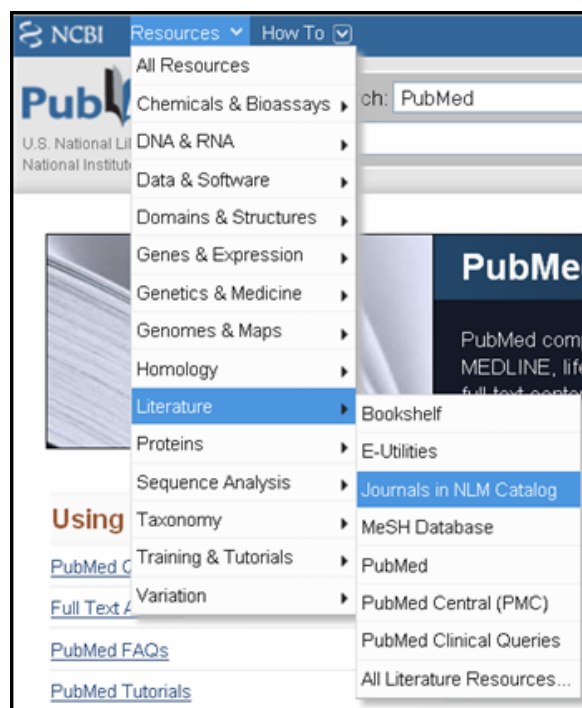 NCBI Resources How To
All Resources
Chemicals & Bioassays
DNA & RNA
Data & Software
Domains & Structures
Genes & Expression
Genetics & Medicine
Genomes & Maps
Homology
Literature
Proteins
Sequence Analysis
Taxonomy
Training & Tutorials
Variation
Bookshelf
E-Utilities
Journals in NLM Catalog
MeSH Database
PubMed
PubMed Central (PMC)
PubMed Clinical Queries
All Literature Resources...
Pub
U.S. National Li
National Institut
ch: PubMed
PubMe
PubMed com
MEDLINE, life
Using
PubMed
Full Text A
PubMed FAQs
PubMed Tutorials